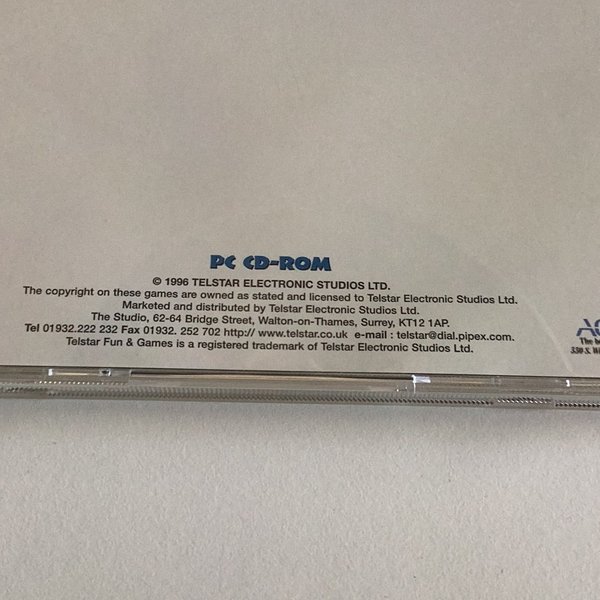 PC CD-ROM
© 1996 TELSTAR ELECTRONIC STUDIOS LTD.
The copyright on these games are owned as stated and licensed to Telstar Electronic Studios Ltd.
Marketed and distributed by Telstar Electronic Studios Ltd.
The Studio, 62-64 Bridge Street, Walton-on-Thames, Surrey, KT12 1AP.
Tel 01932.222 232 Fax 01932. 252 702 http:// www.telstar.co.uk e-mail : telstar@dial.pipex.com.
Telstar Fun & Games is a registered trademark of Telstar Electronic Studios Ltd.
The
330 S.